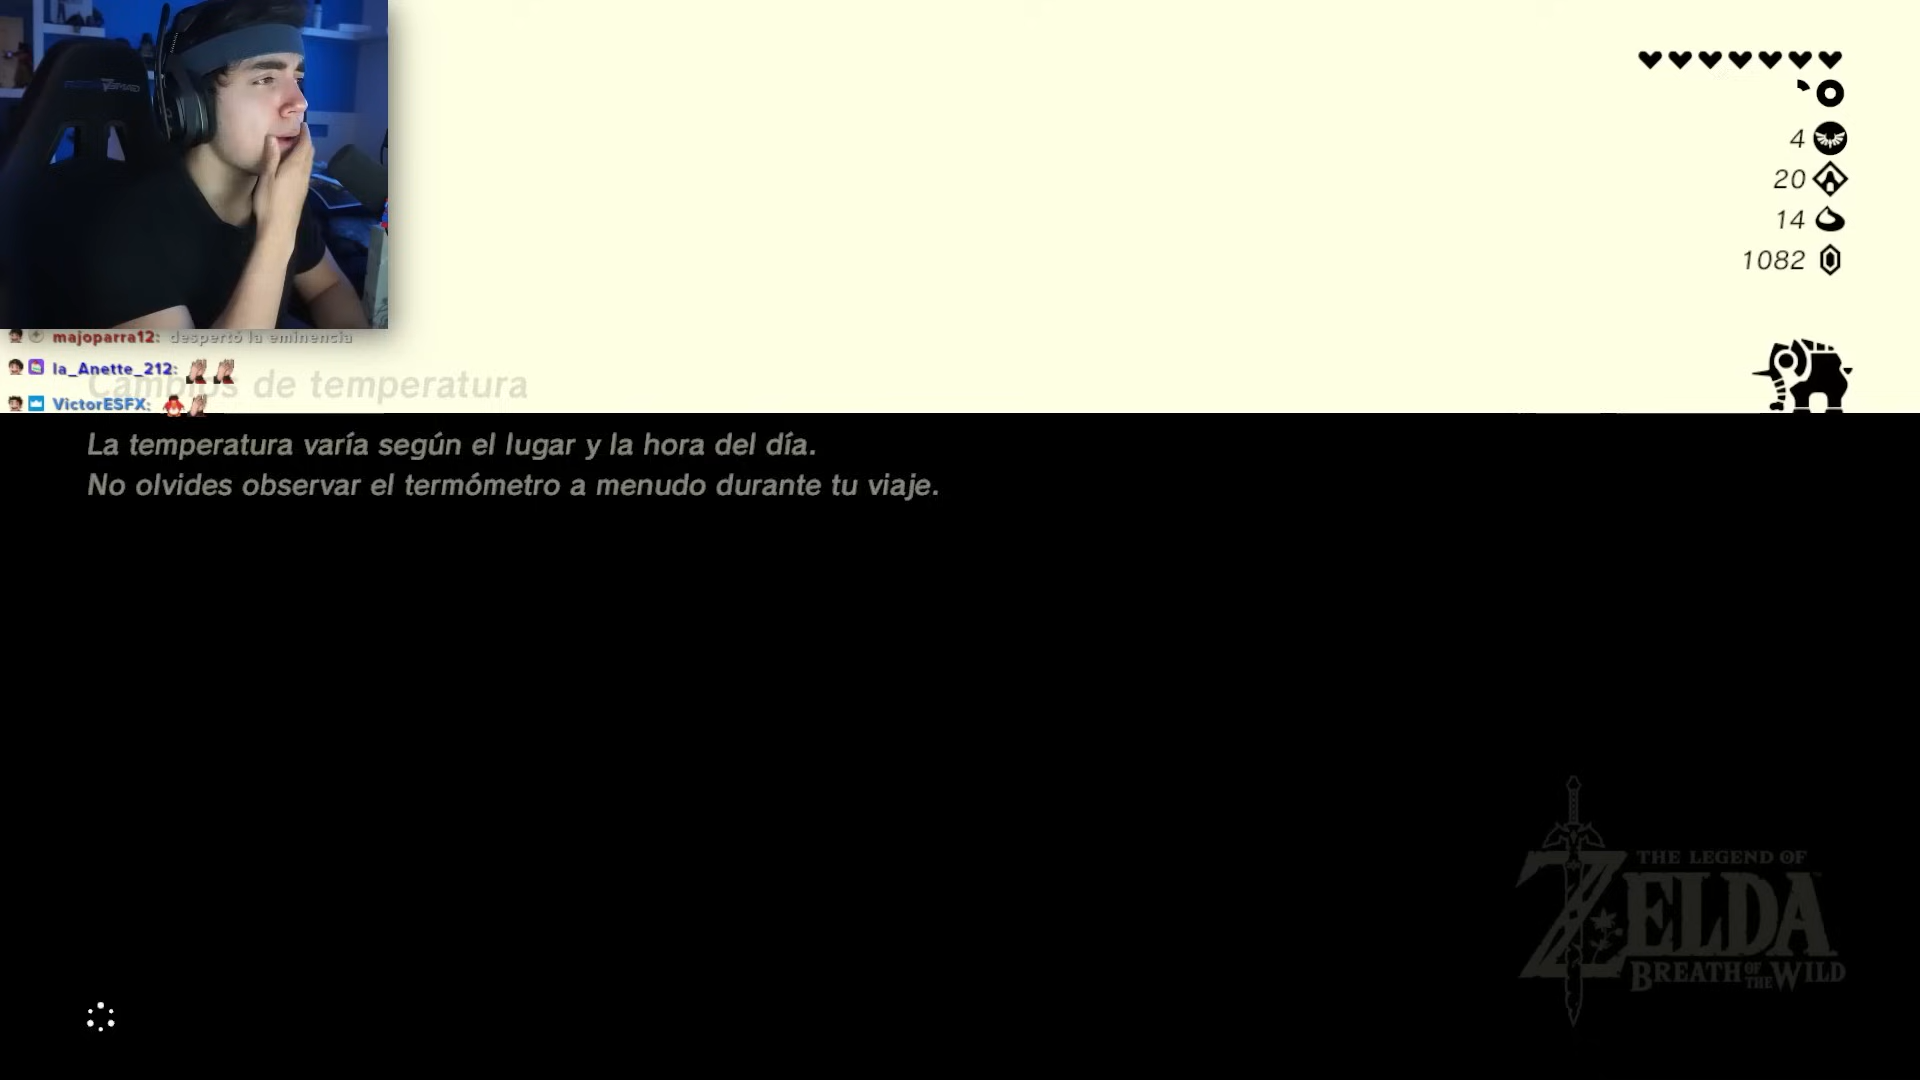 4
20
14
1082
majoparra12: despertó la eminencia
la_Anette_212:
VictorESFX:
Cambios de temperatura
La temperatura varía según el lugar y la hora del día.
No olvides observar el termómetro a menudo durante tu viaje.
THE LEGEND OF
ZELDA
BREATH OF THE WILD